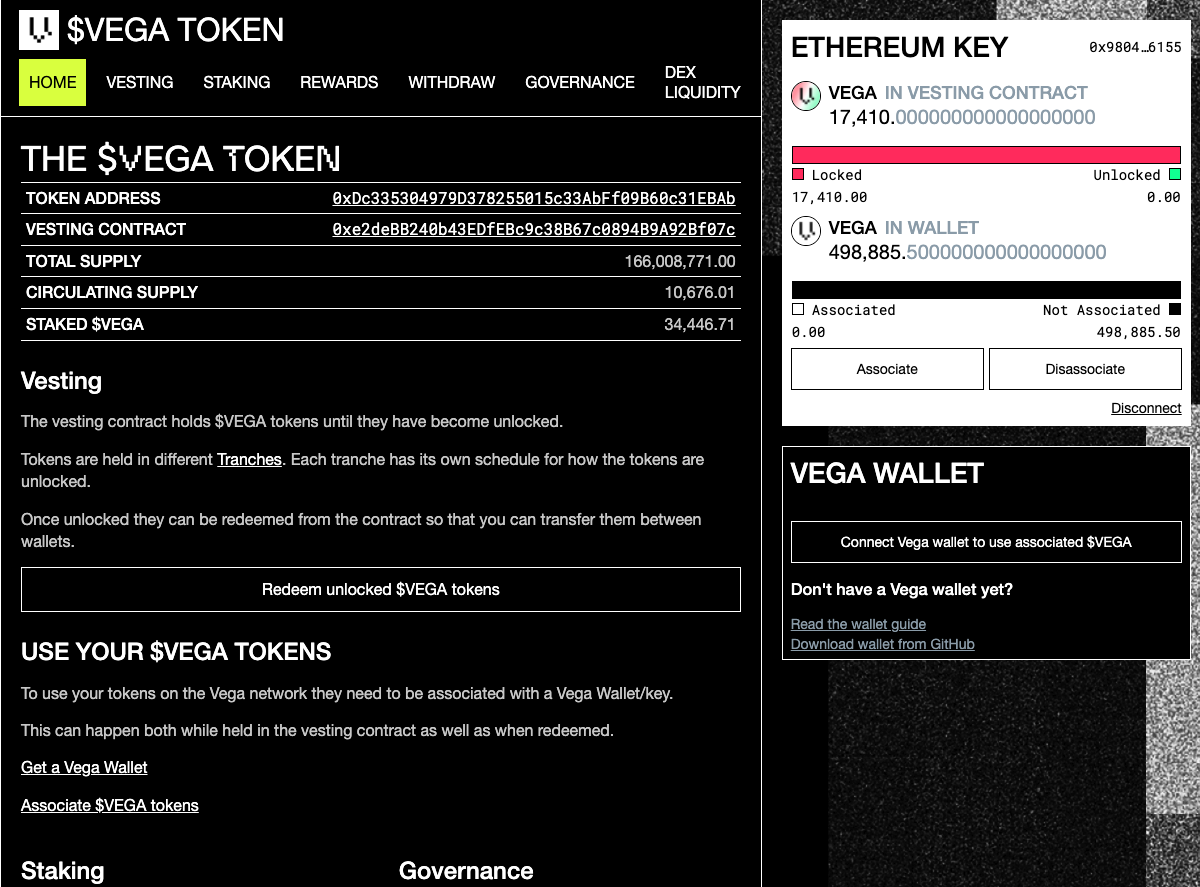 $VEGA TOKEN
HOME VESTING STAKING REWARDS WITHDRAW GOVERNANCE DEX LIQUIDITY
THE $VEGA TOKEN
TOKEN ADDRESS 0xDc335304979D378255015c33AbFf09B60c31EBAb
VESTING CONTRACT 0xe2deBB240b43EDfEBc9c38B67c0894B9A92Bf07c
TOTAL SUPPLY 166,008,771.00
CIRCULATING SUPPLY 10,676.01
STAKED $VEGA 34,446.71
Vesting
The vesting contract holds $VEGA tokens until they have become unlocked.
Tokens are held in different Tranches. Each tranche has its own schedule for how the tokens are
unlocked.
Once unlocked they can be redeemed from the contract so that you can transfer them between
wallets.
Redeem unlocked $VEGA tokens
USE YOUR $VEGA TOKENS
To use your tokens on the Vega network they need to be associated with a Vega Wallet/key.
This can happen both while held in the vesting contract as well as when redeemed.
Get a Vega Wallet
Associate $VEGA tokens
Staking Governance
ETHEREUM KEY 0x9804…6155
VEGA IN VESTING CONTRACT
17,410.000000000000000000
Locked Unlocked
17,410.00 0.00
VEGA IN WALLET
498,885.500000000000000000
Associated Not Associated
0.00 498,885.50
Associate Disassociate
Disconnect
VEGA WALLET
Connect Vega wallet to use associated $VEGA
Don't have a Vega wallet yet?
Read the wallet guide
Download wallet from GitHub